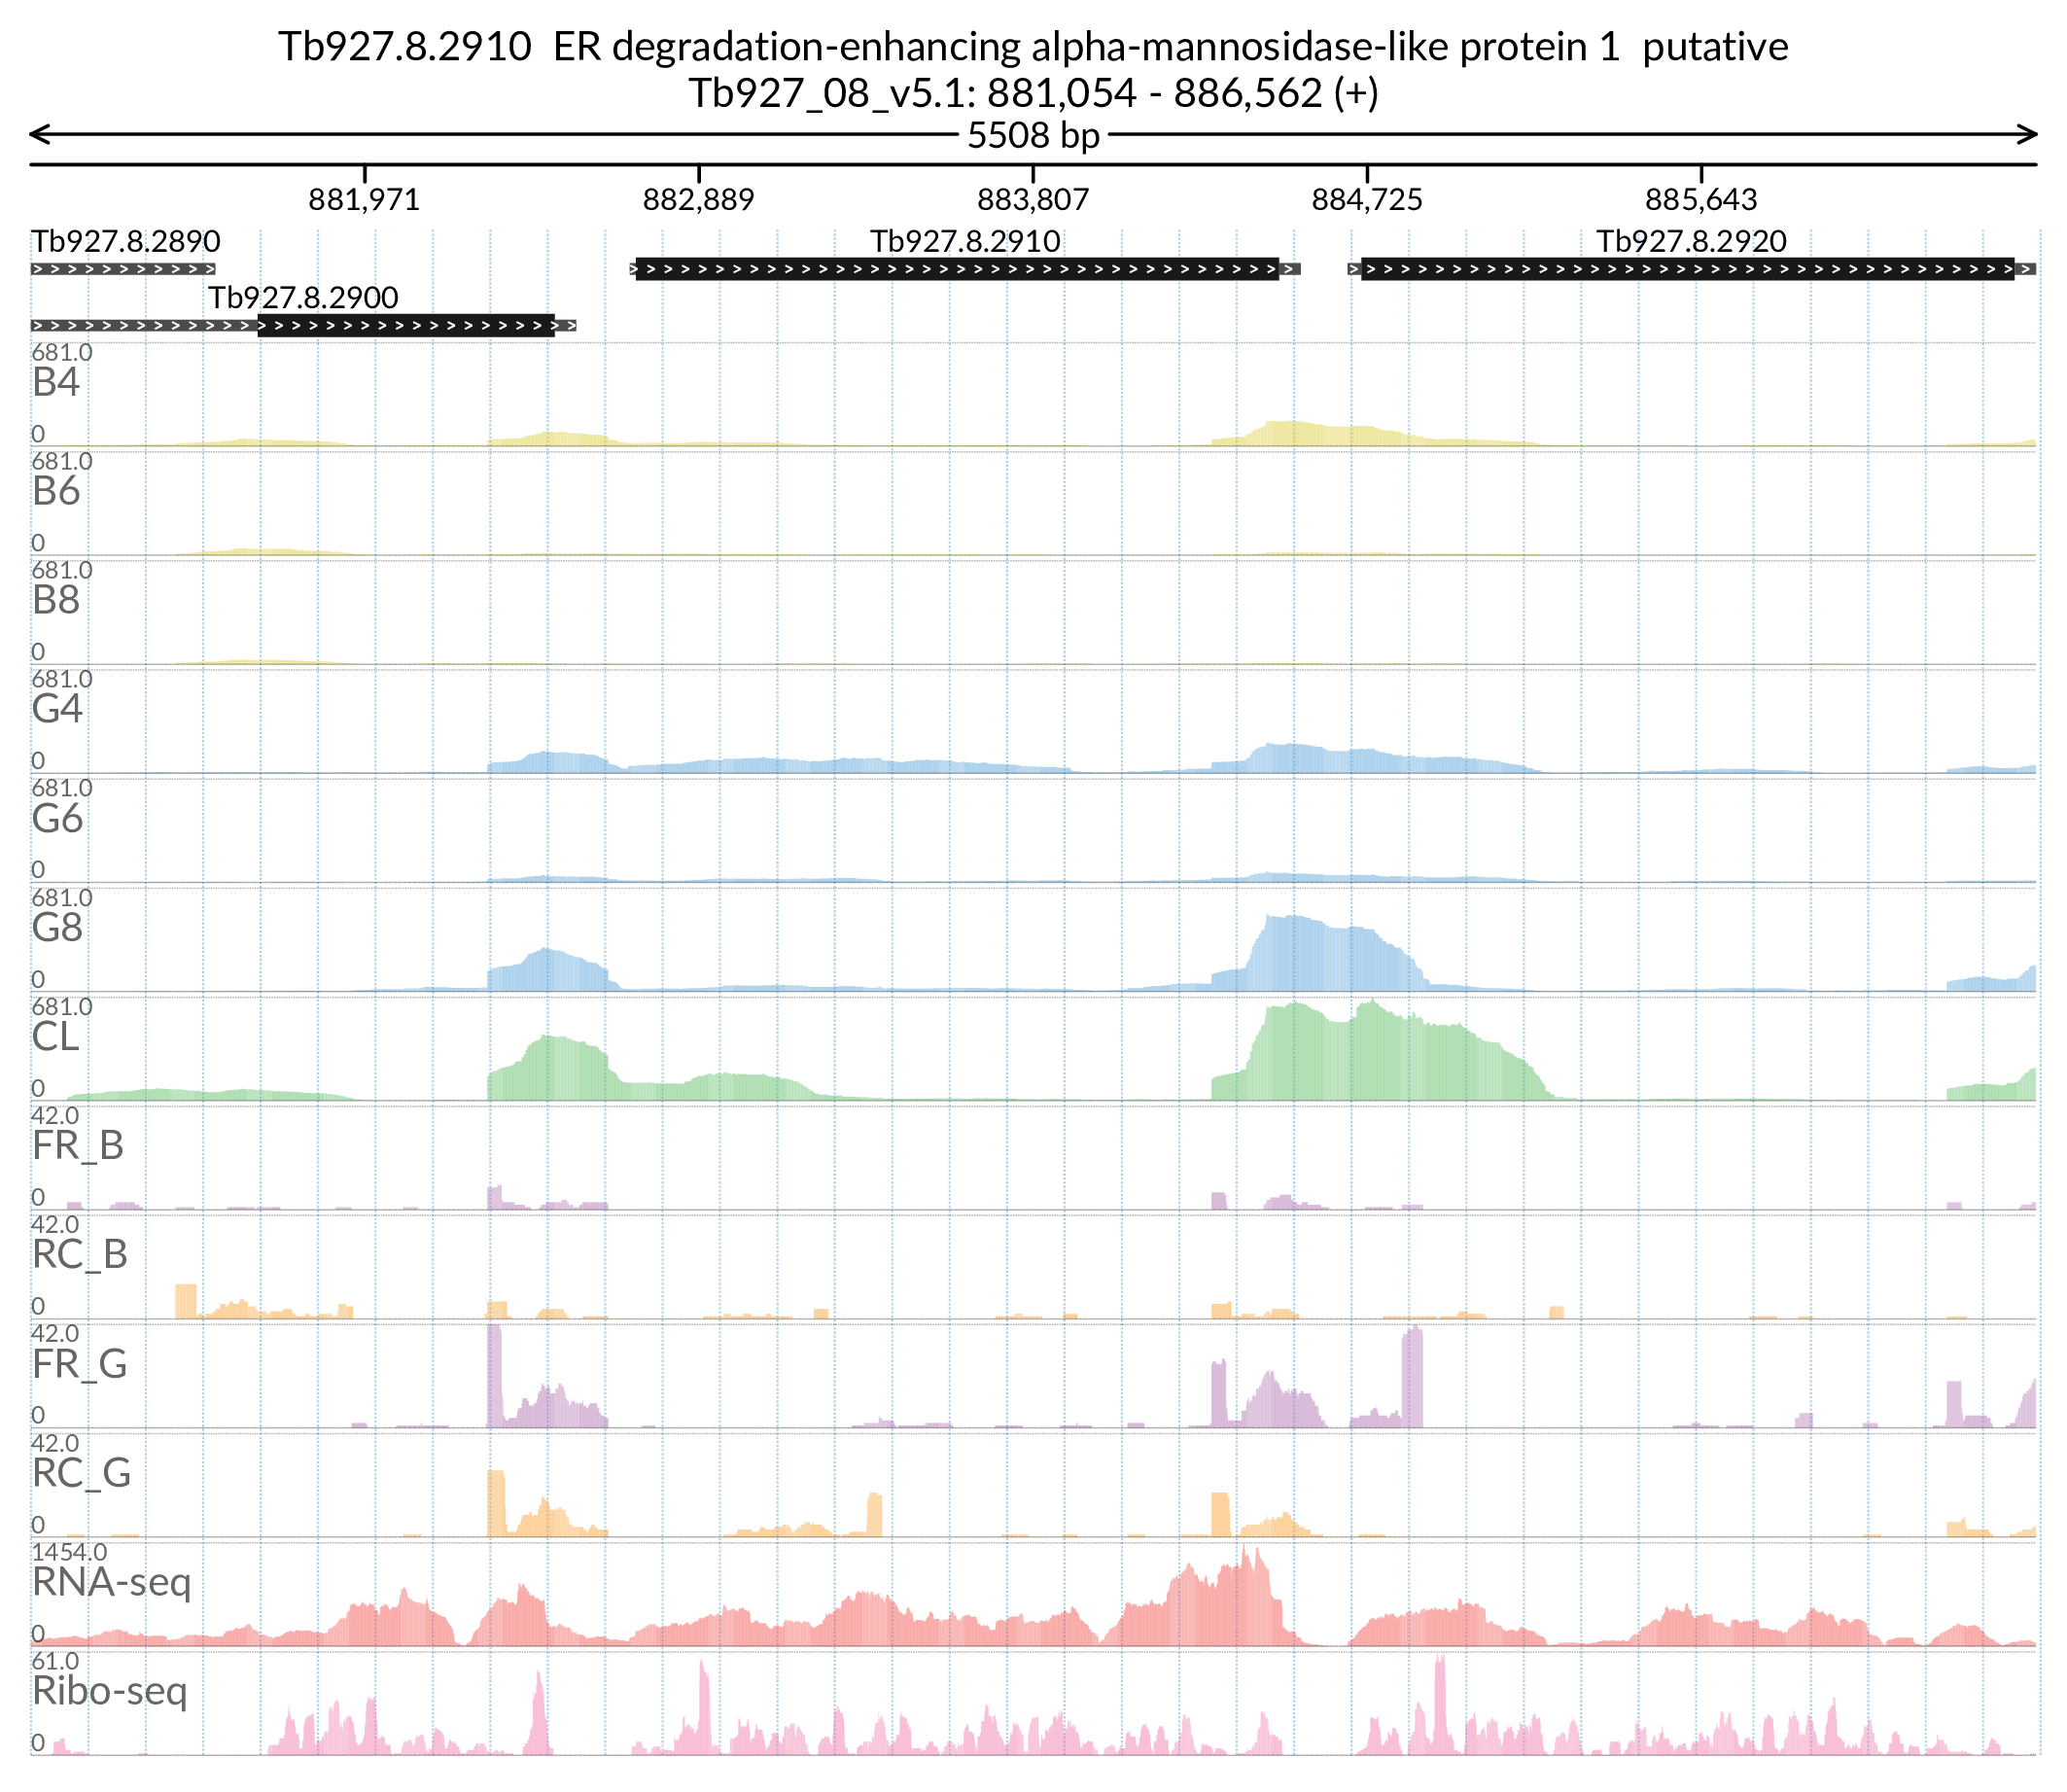 Tb927.8.2910  ER degradation-enhancing alpha-mannosidase-like protein 1  putative
Tb927_08_v5.1: 881,054 - 886,562 (+)
5508 bp
881,971 882,889 883,807 884,725 885,643
Tb927.8.2890 Tb927.8.2910 Tb927.8.2920
Tb927.8.2900
681.0
B4
0
681.0
B6
0
681.0
B8
0
681.0
G4
0
681.0
G6
0
681.0
G8
0
681.0
CL
0
42.0
FR_B
0
42.0
RC_B
0
42.0
FR_G
0
42.0
RC_G
0
1454.0
RNA-seq
0
61.0
Ribo-seq
0